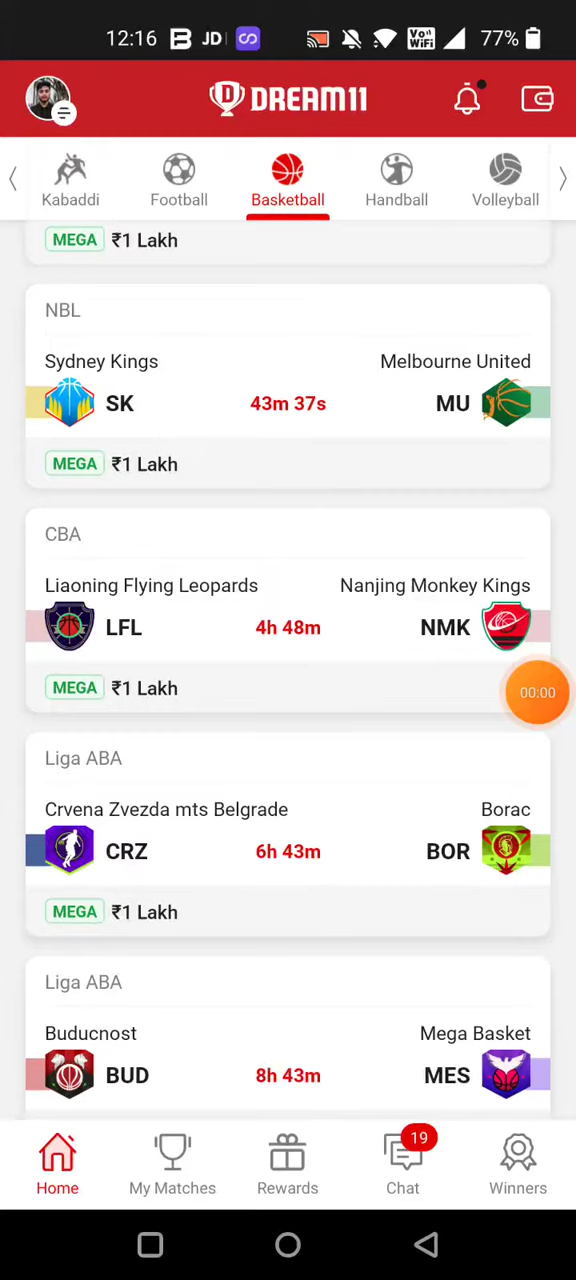 12:16 JD 77%
DREAM11
Kabaddi Football Basketball Handball Volleyball
MEGA ₹1 Lakh
NBL
Sydney Kings Melbourne United
SK 43m 37s MU
MEGA ₹1 Lakh
CBA
Liaoning Flying Leopards Nanjing Monkey Kings
LFL 4h 48m NMK
MEGA ₹1 Lakh
00:00
Liga ABA
Crvena Zvezda mts Belgrade Borac
CRZ 6h 43m BOR
MEGA ₹1 Lakh
Liga ABA
Buducnost Mega Basket
BUD 8h 43m MES
19
Home My Matches Rewards Chat Winners